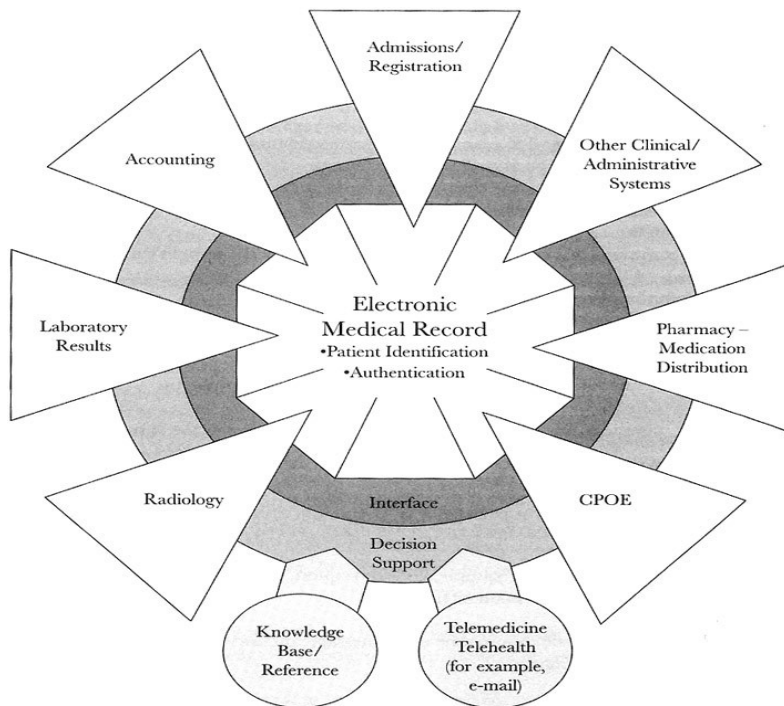 Admissions/
Registration
Accounting
Other Clinical/
Administrative
Systems
Laboratory
Results
Electronic
Medical Record
•Patient Identification
•Authentication
Pharmacy –
Medication
Distribution
Radiology
Interface
CPOE
Decision
Support
Knowledge
Base/
Reference
Telemedicine
Telehealth
(for example,
e-mail)